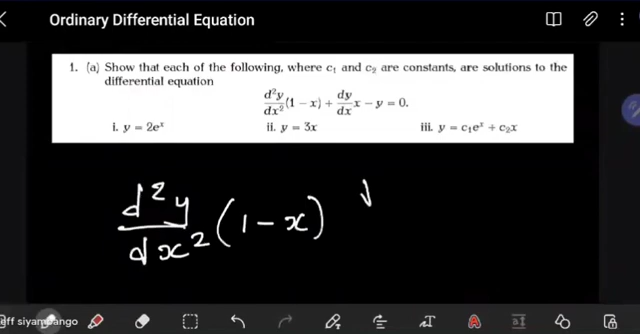 Ordinary Differential Equation
1. (a) Show that each of the following, where c₁ and c₂ are constants, are solutions to the
differential equation
d²y/dx² (1 − x) + dy/dx x − y = 0.
i. y = 2eˣ ii. y = 3x iii. y = c₁eˣ + c₂x
d²y/dx² (1 − x)